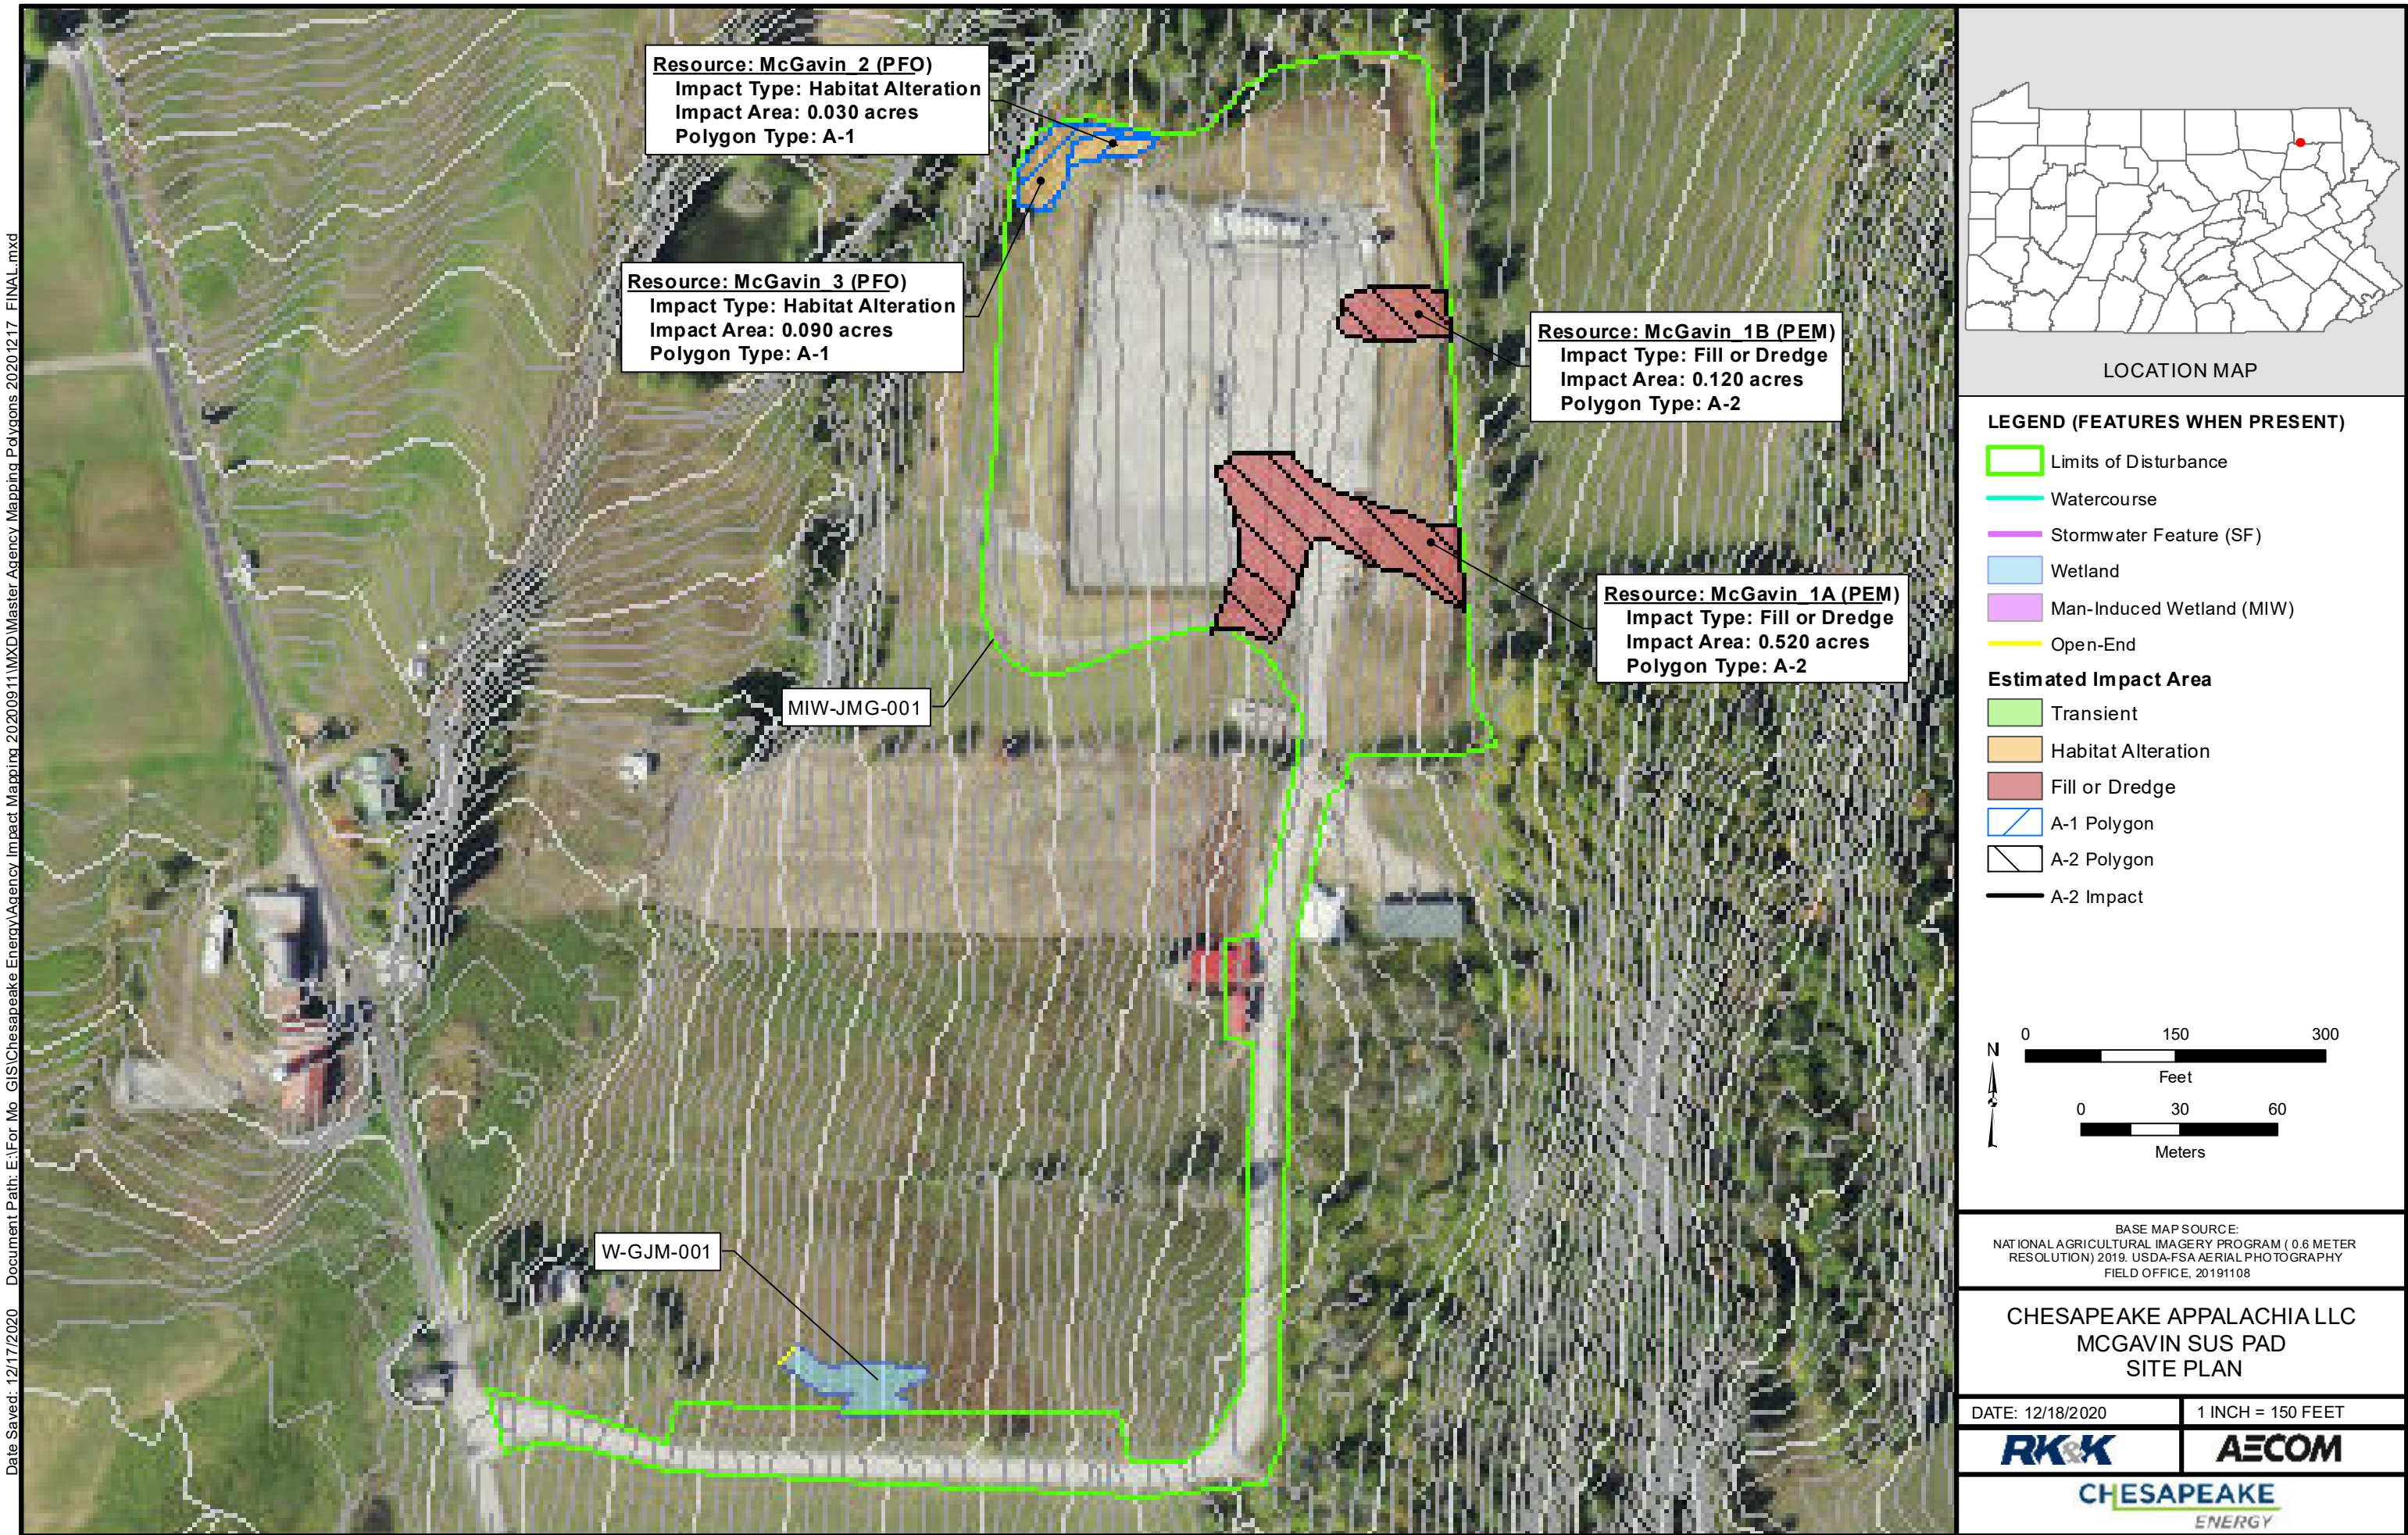 Resource: McGavin_2 (PFO)
Impact Type: Habitat Alteration
Impact Area: 0.030 acres
Polygon Type: A-1
Resource: McGavin_3 (PFO)
Impact Type: Habitat Alteration
Impact Area: 0.090 acres
Polygon Type: A-1
Resource: McGavin_1B (PEM)
Impact Type: Fill or Dredge
Impact Area: 0.120 acres
Polygon Type: A-2
Resource: McGavin_1A (PEM)
Impact Type: Fill or Dredge
Impact Area: 0.520 acres
Polygon Type: A-2
MIW-JMG-001
W-GJM-001
Date Saved: 12/17/2020 Document Path: E:\For Mo GIS\Chesapeake Energy\Agency Impact Mapping 20200911\MXD\Master Agency Mapping Polygons 20201217 FINAL.mxd
LOCATION MAP
LEGEND (FEATURES WHEN PRESENT)
Limits of Disturbance
Watercourse
Stormwater Feature (SF)
Wetland
Man-Induced Wetland (MIW)
Open-End
Estimated Impact Area
Transient
Habitat Alteration
Fill or Dredge
A-1 Polygon
A-2 Polygon
A-2 Impact
N
0 150 300
Feet
0 30 60
Meters
BASE MAP SOURCE:
NATIONAL AGRICULTURAL IMAGERY PROGRAM ( 0.6 METER
RESOLUTION) 2019. USDA-FSA AERIAL PHOTOGRAPHY
FIELD OFFICE, 20191108
CHESAPEAKE APPALACHIA LLC
MCGAVIN SUS PAD
SITE PLAN
DATE: 12/18/2020 1 INCH = 150 FEET
RK&K AECOM
CHESAPEAKE
ENERGY